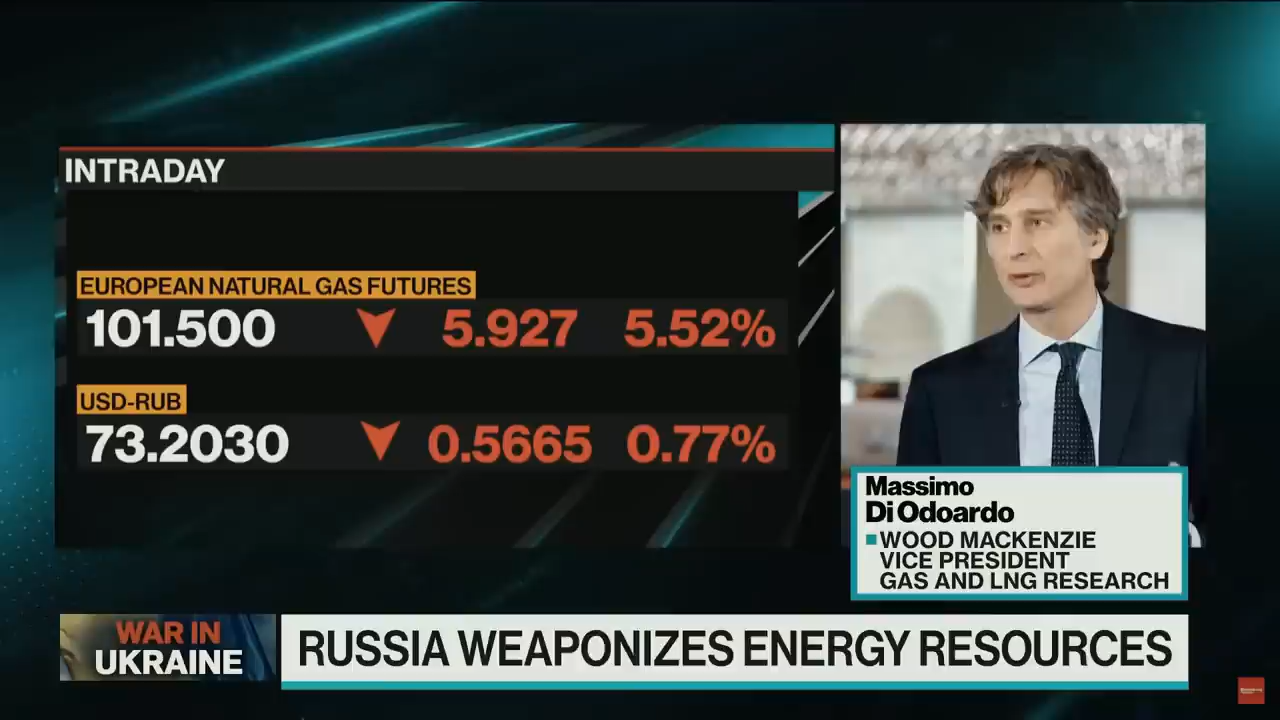 INTRADAY
EUROPEAN NATURAL GAS FUTURES
101.500 ▼ 5.927 5.52%
USD-RUB
73.2030 ▼ 0.5665 0.77%
Massimo
Di Odoardo
WOOD MACKENZIE
VICE PRESIDENT
GAS AND LNG RESEARCH
WAR IN
UKRAINE
RUSSIA WEAPONIZES ENERGY RESOURCES